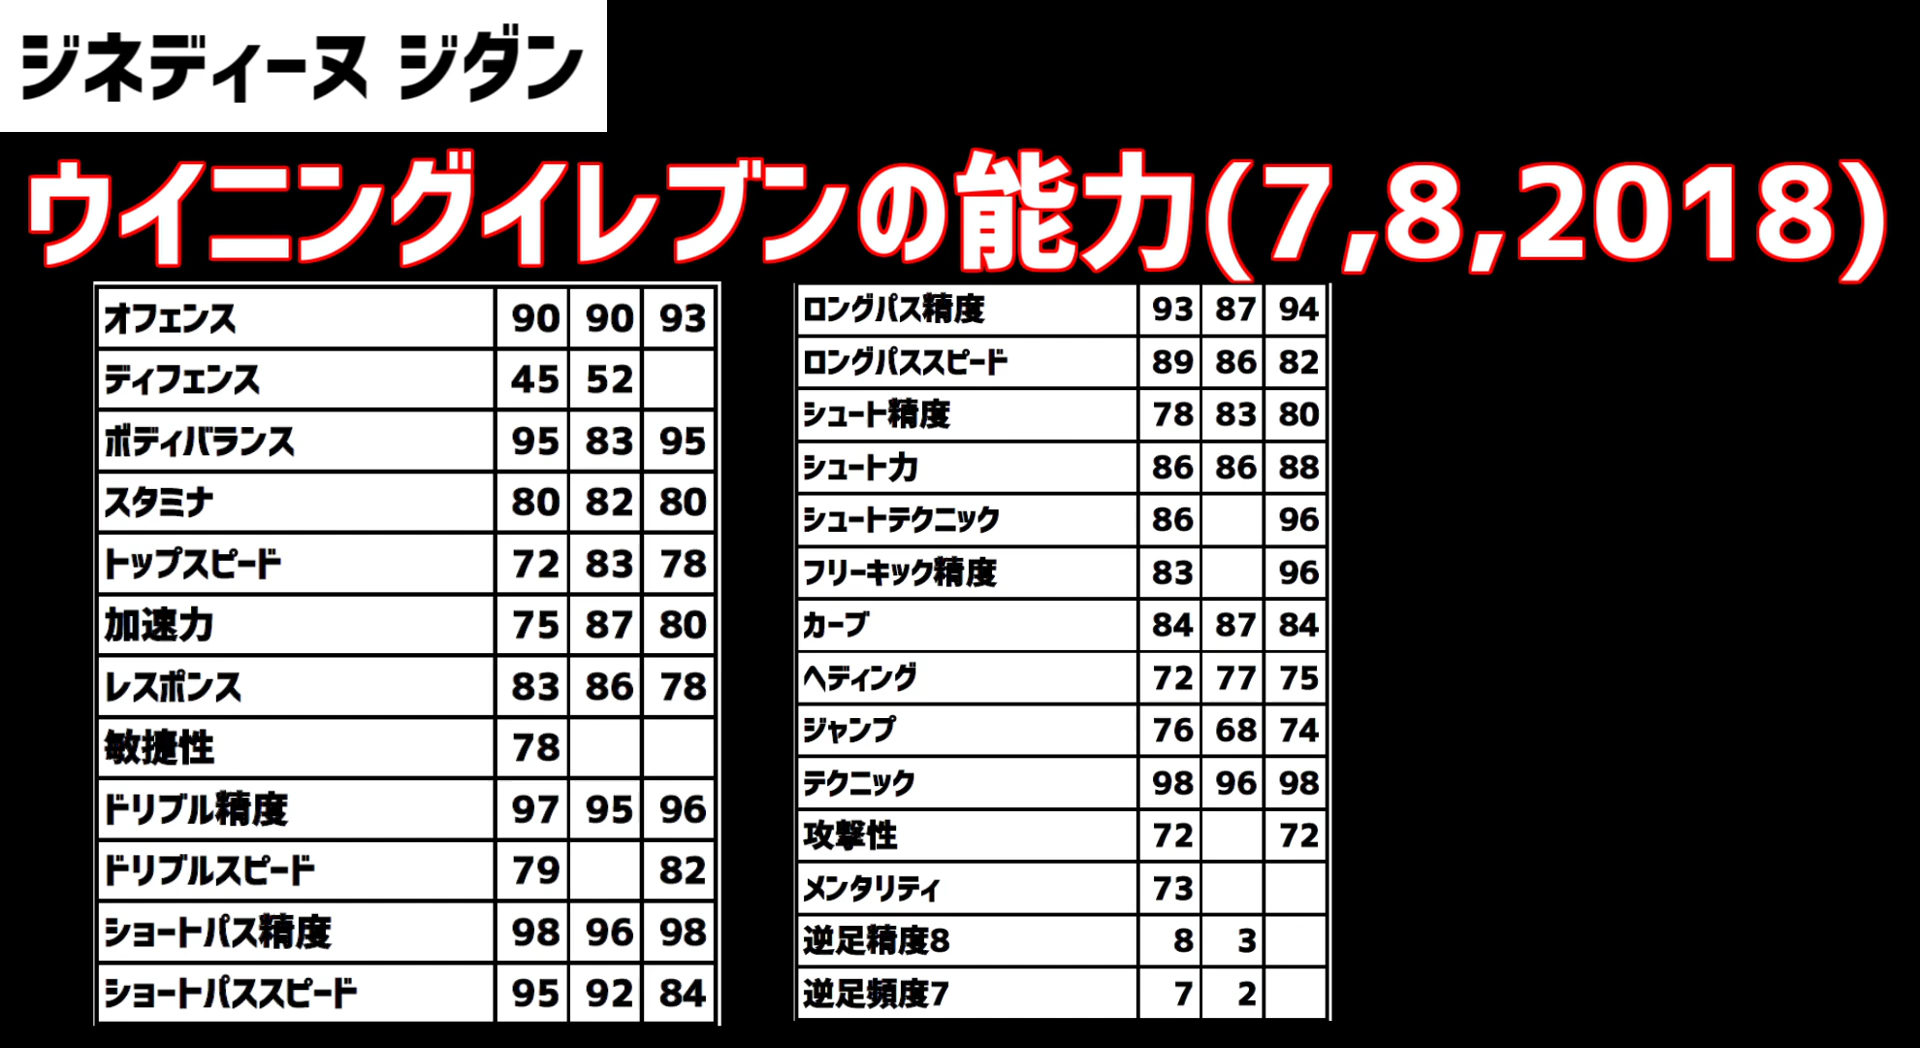 ジネディーヌ ジダン
ウイニングイレブンの能力(7,8,2018)
オフェンス 90 90 93
ディフェンス 45 52
ボディバランス 95 83 95
スタミナ 80 82 80
トップスピード 72 83 78
加速力 75 87 80
レスポンス 83 86 78
敏捷性 78
ドリブル精度 97 95 96
ドリブルスピード 79 82
ショートパス精度 98 96 98
ショートパススピード 95 92 84
ロングパス精度 93 87 94
ロングパススピード 89 86 82
シュート精度 78 83 80
シュート力 86 86 88
シュートテクニック 86 96
フリーキック精度 83 96
カーブ 84 87 84
ヘディング 72 77 75
ジャンプ 76 68 74
テクニック 98 96 98
攻撃性 72 72
メンタリティ 73
逆足精度8 8 3
逆足頻度7 7 2